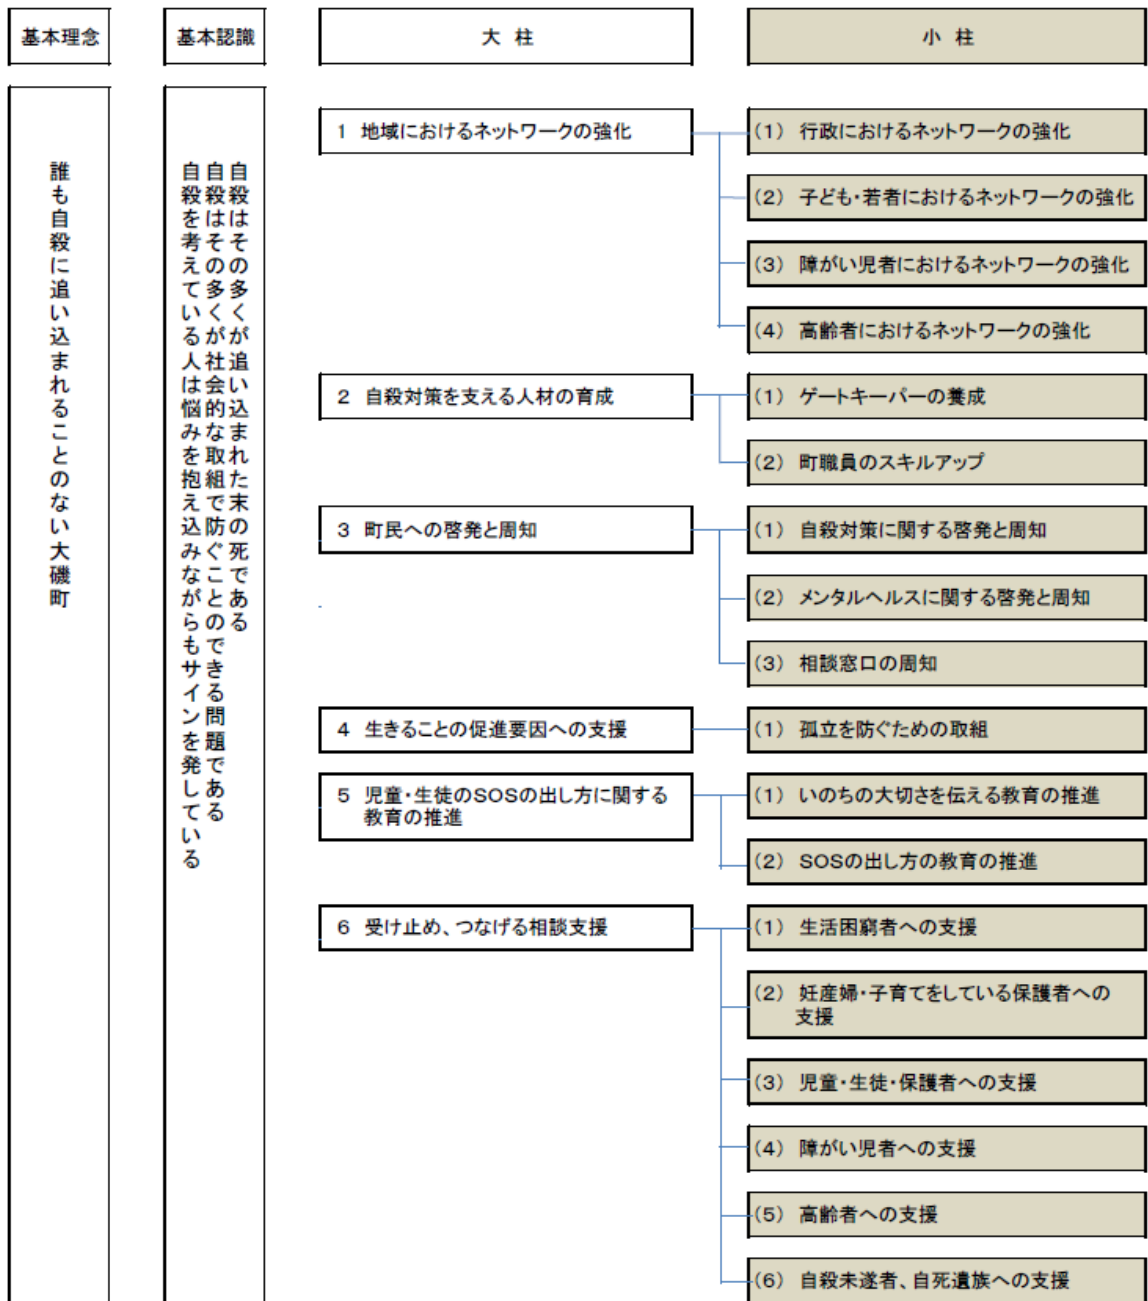 基本理念
基本認識
大 柱
小 柱
誰も自殺に追い込まれることのない大磯町
自殺はその多くが追い込まれた末の死である
自殺はその多くが社会的な取組で防ぐことのできる問題である
自殺を考えている人は悩みを抱え込みながらもサインを発している
1 地域におけるネットワークの強化
(1) 行政におけるネットワークの強化
(2) 子ども・若者におけるネットワークの強化
(3) 障がい児者におけるネットワークの強化
(4) 高齢者におけるネットワークの強化
2 自殺対策を支える人材の育成
(1) ゲートキーパーの養成
(2) 町職員のスキルアップ
3 町民への啓発と周知
(1) 自殺対策に関する啓発と周知
(2) メンタルヘルスに関する啓発と周知
(3) 相談窓口の周知
4 生きることの促進要因への支援
(1) 孤立を防ぐための取組
5 児童・生徒のSOSの出し方に関する
教育の推進
(1) いのちの大切さを伝える教育の推進
(2) SOSの出し方の教育の推進
6 受け止め、つなげる相談支援
(1) 生活困窮者への支援
(2) 妊産婦・子育てをしている保護者への
支援
(3) 児童・生徒・保護者への支援
(4) 障がい児者への支援
(5) 高齢者への支援
(6) 自殺未遂者、自死遺族への支援